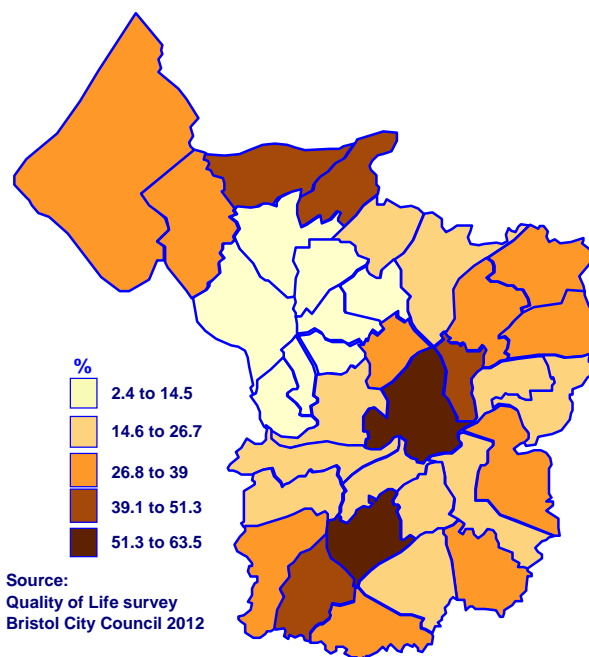 %
2.4 to 14.5
14.6 to 26.7
26.8 to 39
39.1 to 51.3
51.3 to 63.5
Source:
Quality of Life survey
Bristol City Council 2012